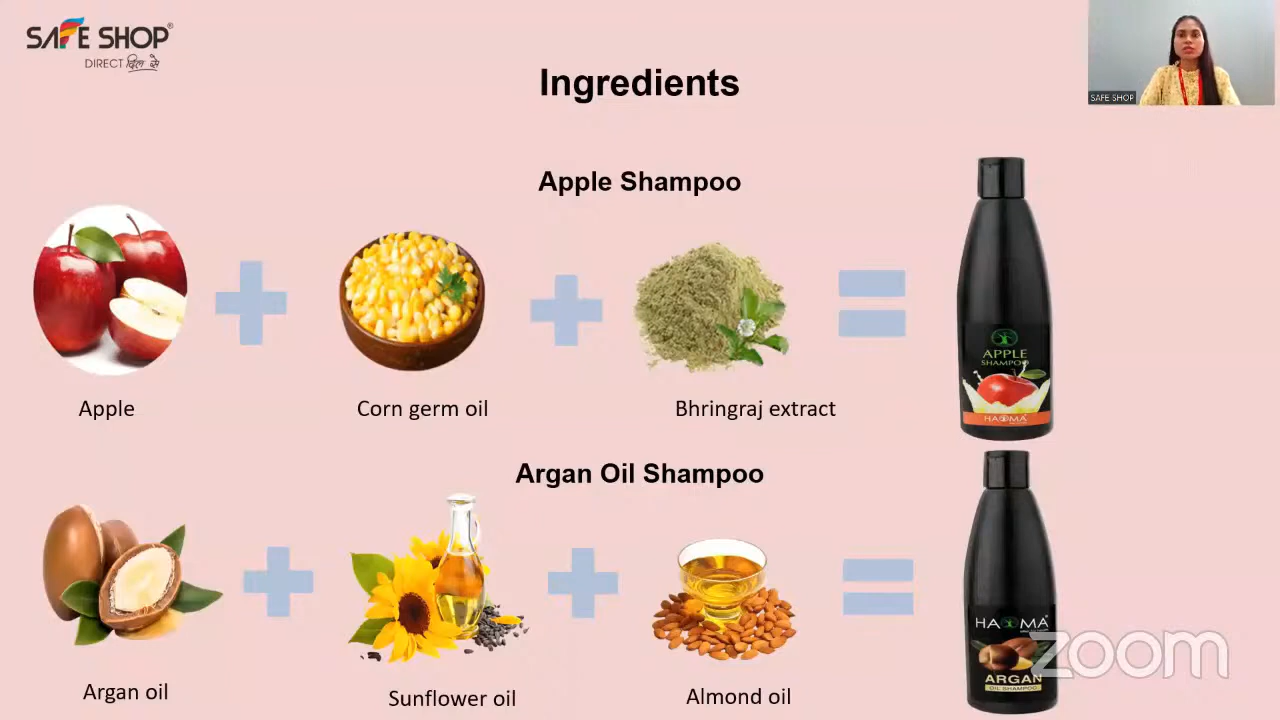 SAFE SHOP®
DIRECT दिल से
Ingredients
SAFE SHOP
Apple Shampoo
APPLE
SHAMPOO
HAOMA
Apple
Corn germ oil
Bhringraj extract
Argan Oil Shampoo
HAOMA
ARGAN
OIL SHAMPOO
zoom
Argan oil
Sunflower oil
Almond oil